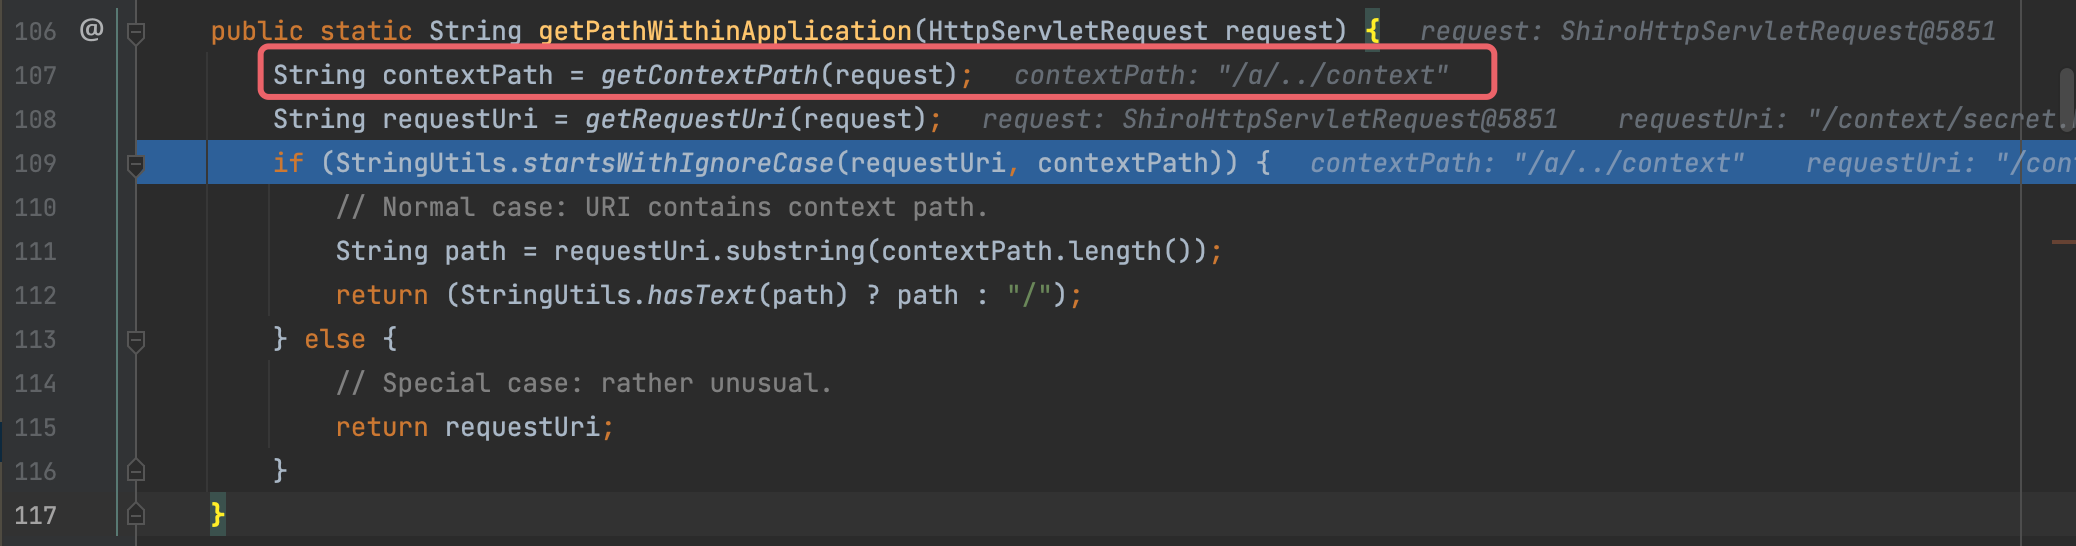 106 @ public static String getPathWithinApplication(HttpServletRequest request) { request: ShiroHttpServletRequest@5851
107 String contextPath = getContextPath(request); contextPath: "/a/../context"
108 String requestUri = getRequestUri(request); request: ShiroHttpServletRequest@5851 requestUri: "/context/secret.
109 if (StringUtils.startsWithIgnoreCase(requestUri, contextPath)) { contextPath: "/a/../context" requestUri: "/con
110 // Normal case: URI contains context path.
111 String path = requestUri.substring(contextPath.length());
112 return (StringUtils.hasText(path) ? path : "/");
113 } else {
114 // Special case: rather unusual.
115 return requestUri;
116 }
117 }